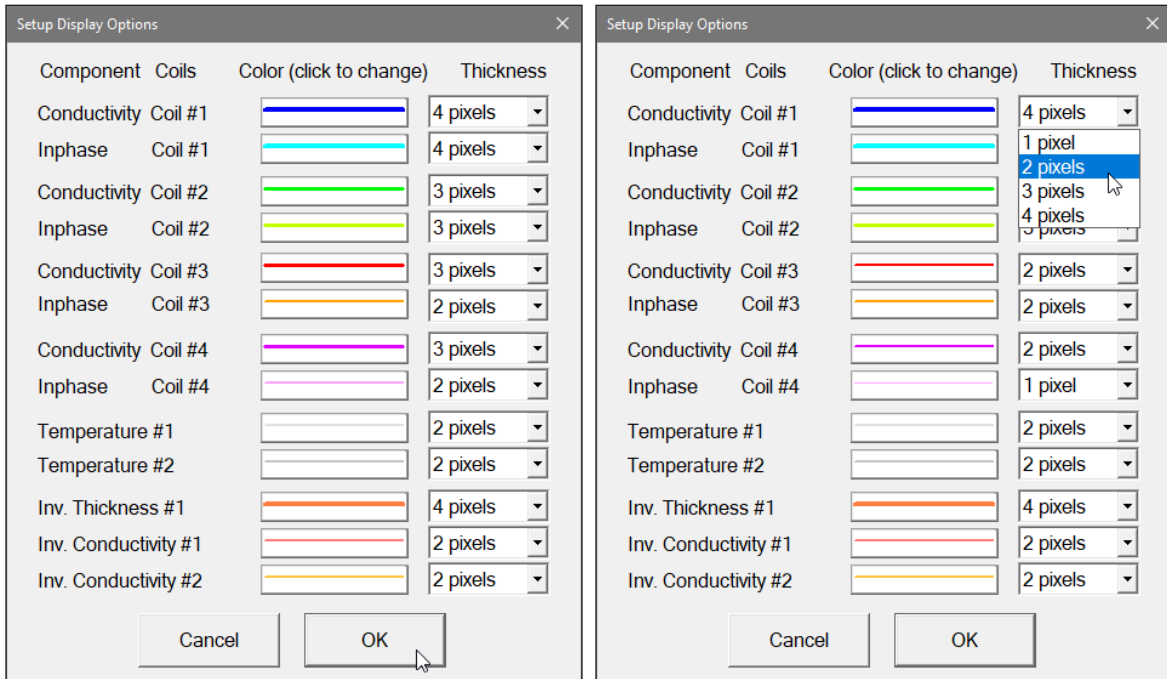 Setup Display Options
Component Coils Color (click to change) Thickness
Conductivity Coil #1 4 pixels
Inphase Coil #1 4 pixels
Conductivity Coil #2 3 pixels
Inphase Coil #2 3 pixels
Conductivity Coil #3 3 pixels
Inphase Coil #3 2 pixels
Conductivity Coil #4 3 pixels
Inphase Coil #4 2 pixels
Temperature #1 2 pixels
Temperature #2 2 pixels
Inv. Thickness #1 4 pixels
Inv. Conductivity #1 2 pixels
Inv. Conductivity #2 2 pixels
Cancel OK
Setup Display Options
Component Coils Color (click to change) Thickness
Conductivity Coil #1 4 pixels
Inphase Coil #1 1 pixel
2 pixels
Conductivity Coil #2 3 pixels
4 pixels
Inphase Coil #2 3 pixels
Conductivity Coil #3 2 pixels
Inphase Coil #3 2 pixels
Conductivity Coil #4 2 pixels
Inphase Coil #4 1 pixel
Temperature #1 2 pixels
Temperature #2 2 pixels
Inv. Thickness #1 4 pixels
Inv. Conductivity #1 2 pixels
Inv. Conductivity #2 2 pixels
Cancel OK